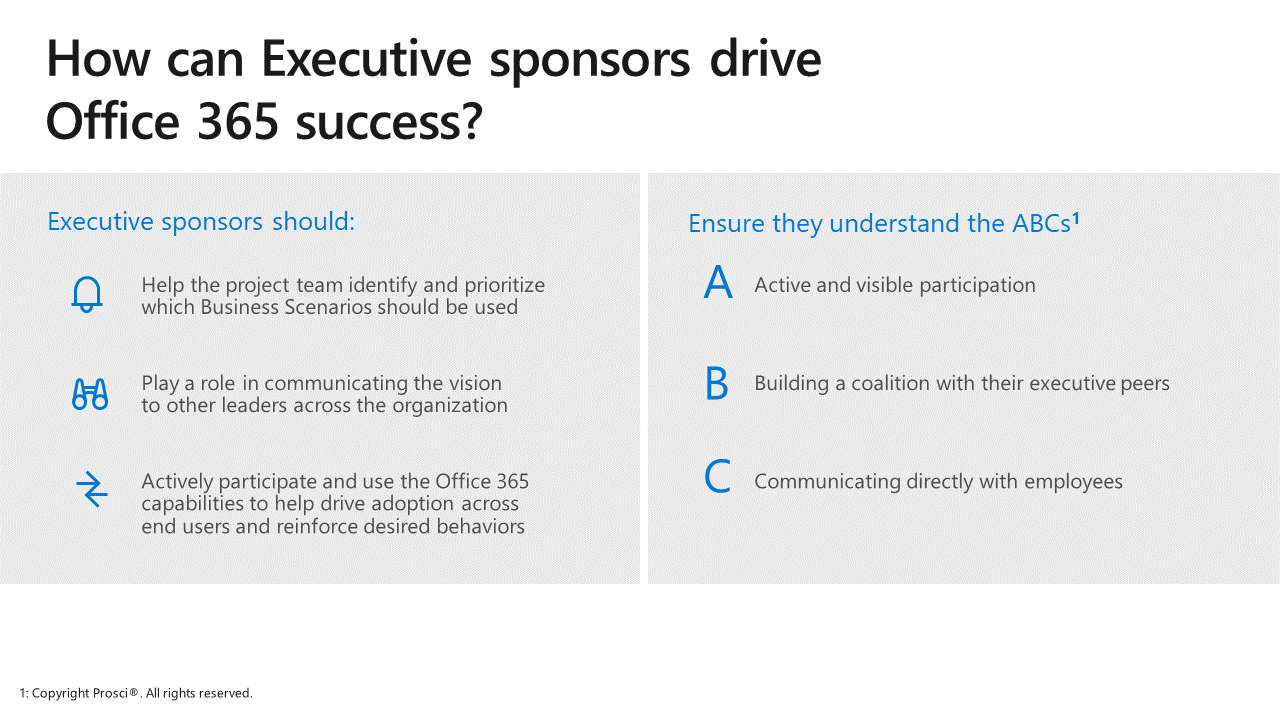 How can Executive sponsors drive
Office 365 success?
Executive sponsors should:
Help the project team identify and prioritize
which Business Scenarios should be used
Play a role in communicating the vision
to other leaders across the organization
Actively participate and use the Office 365
capabilities to help drive adoption across
end users and reinforce desired behaviors
Ensure they understand the ABCs¹
A Active and visible participation
B Building a coalition with their executive peers
C Communicating directly with employees
1: Copyright Prosci®. All rights reserved.